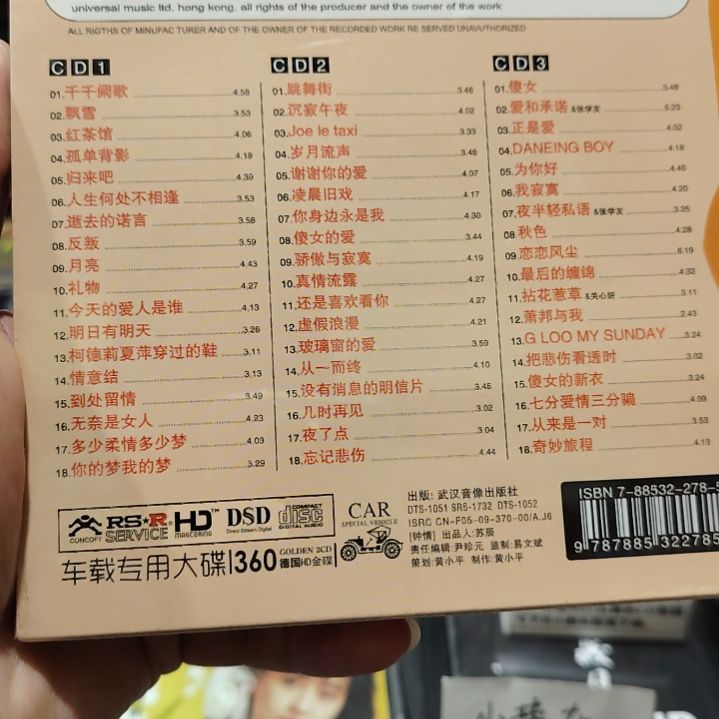 universal music ltd. hong kong. all rights of the producer and the owner of the work
ALL RIGTHS OF MINUFAC TURER AND OF THE OWNER OF THE RECORDED WORK RE SERVED UNAVUTHORIZED
CD1
01.千千阙歌 4.58
02.飘雪 3.53
03.红茶馆 4.06
04.孤单背影 4.19
05.归来吧 4.39
06.人生何处不相逢 3.53
07.逝去的诺言 3.58
08.反叛 3.59
09.月亮 4.43
10.礼物 4.27
11.今天的爱人是谁 4.13
12.明日有明天 3.26
13.柯德莉夏萍穿过的鞋 3.11
14.情意结 3.13
15.到处留情 3.49
16.无奈是女人 4.23
17.多少柔情多少梦 4.03
18.你的梦我的梦 3.29
CD2
01.跳舞街 3.46
02.沉寂午夜 4.02
03.Joe le taxi 3.33
04.岁月流声 3.46
05.谢谢你的爱 4.07
06.凌晨旧戏 4.17
07.你身边永是我 4.30
08.傻女的爱 3.44
09.骄傲与寂寞 4.19
10.真情流露 4.27
11.还是喜欢看你 4.27
12.虚假浪漫 4.21
13.玻璃窗的爱 3.59
14.从一而终 4.10
15.没有消息的明信片 3.45
16.几时再见 3.02
17.夜了点 3.04
18.忘记悲伤 4.44
CD3
01.傻女 3.48
02.爱和承诺 &张学友 5.23
03.正是爱 4.02
04.DANEING BOY 4.18
05.为你好 4.40
06.我寂寞 4.20
07.夜半轻私语 &张学友 3.25
08.秋色 4.28
09.恋恋风尘 6.19
10.最后的缠绵 4.32
11.拈花惹草 &关心妍 3.11
12.萧邦与我 2.43
13.G LOO MY SUNDAY 3.24
14.把悲伤看透时 3.02
15.傻女的新衣 3.24
16.七分爱情三分骗 4.09
17.从来是一对 3.53
18.奇妙旅程 4.13
GUNCOFT
RS★R SERVICE
HD MASTERING
DSD Direct Stream Digital
COMPACT disc DIGITAL AUDIO
车载专用大碟 360 GOLDEN 2CD 德国HD金碟
CAR
SPECIAL VEHICLE
出版: 武汉音像出版社
DTS-1051 SRS-1732 DTS-1052
ISRC CN-F05-09-370-00/A.J6
[钟情] 出品人:苏辰
责任编辑:尹珍元 监制:易文斌
策划:黄小平 制作:黄小平
ISBN 7-88532-278-5
9 787885 322785